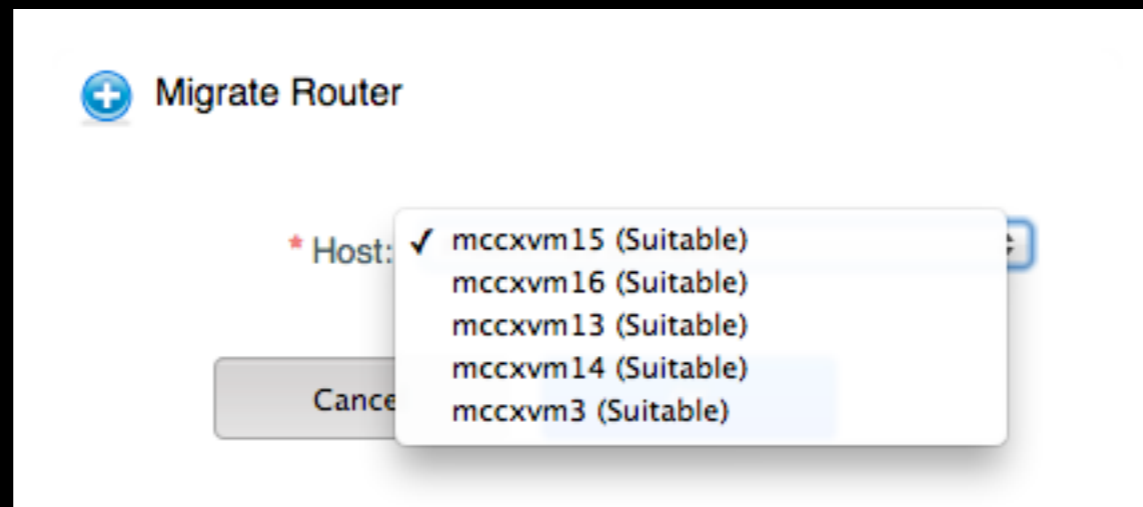 Migrate Router
* Host: ✓ mccxvm15 (Suitable)
mccxvm16 (Suitable)
mccxvm13 (Suitable)
mccxvm14 (Suitable)
mccxvm3 (Suitable)
Cance